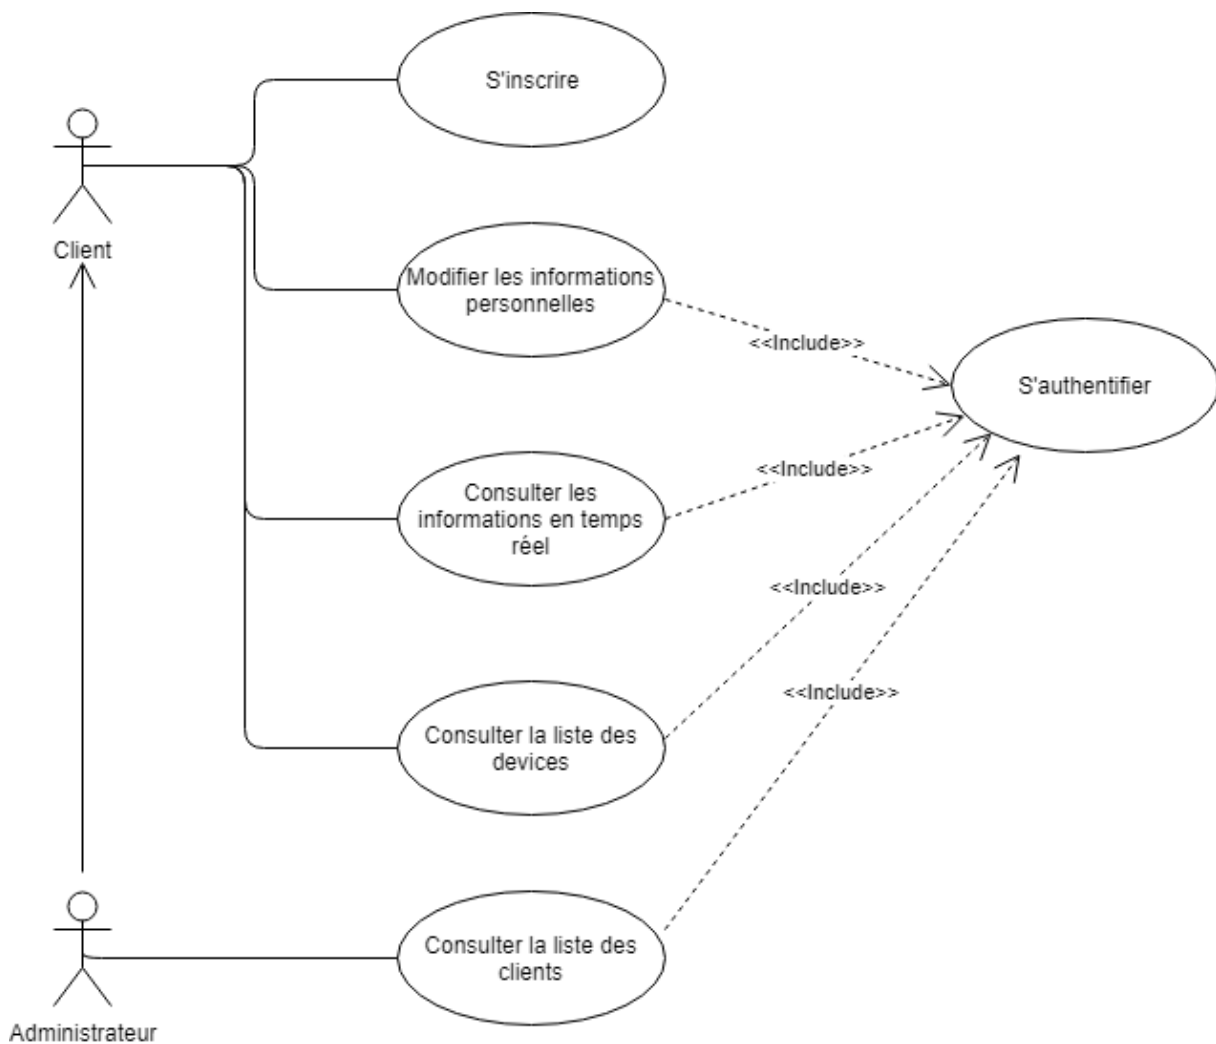 S'inscrire
Client
Modifier les informations
personnelles
<<Include>>
S'authentifier
<<Include>>
Consulter les
informations en temps
réel
<<Include>>
<<Include>>
Consulter la liste des
devices
Consulter la liste des
clients
Administrateur